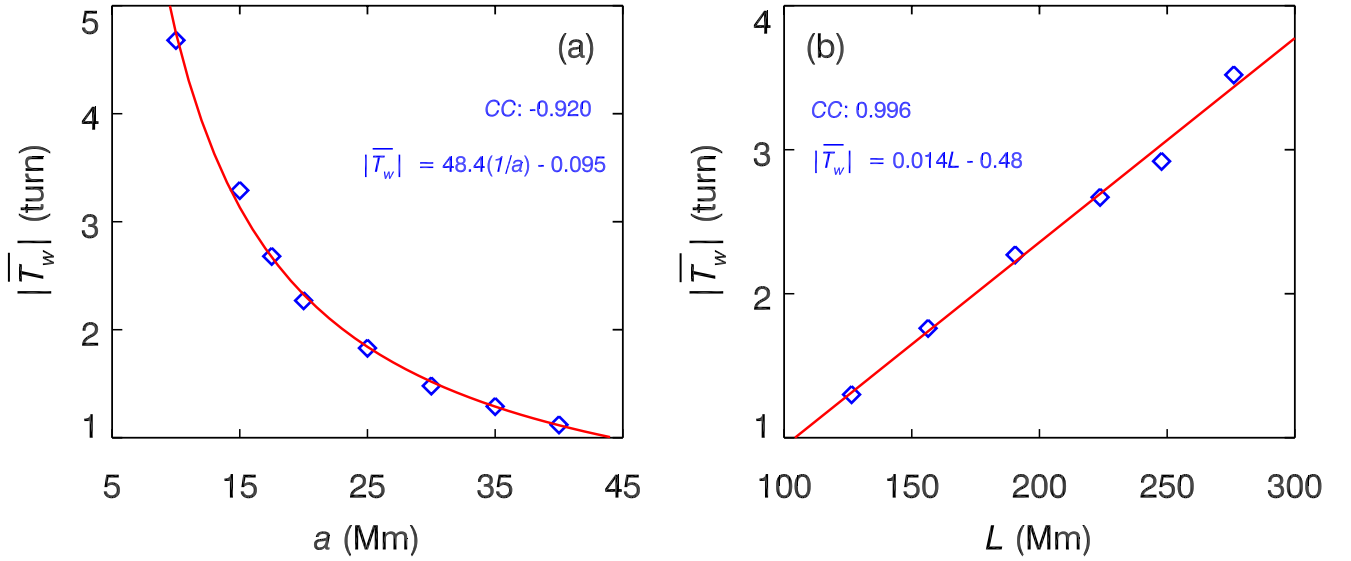 5
4
3
2
1
|T̅w| (turn)
(a)
CC: -0.920
|T̅w| = 48.4(1/a) - 0.095
5 15 25 35 45
a (Mm)
4
3
2
1
|T̅w| (turn)
(b)
CC: 0.996
|T̅w| = 0.014L - 0.48
100 150 200 250 300
L (Mm)